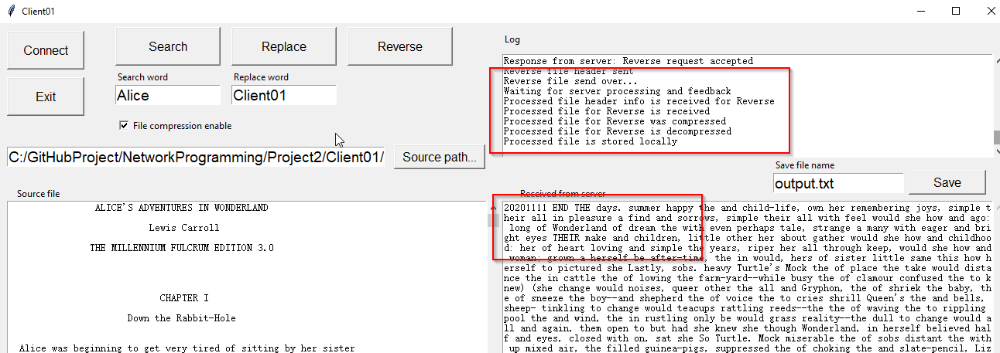 Client01
Connect
Search
Replace
Reverse
Log
Exit
Search word
Replace word
Alice
Client01
File compression enable
C:/GitHubProject/NetworkProgramming/Project2/Client01/
Source path...
Response from server: Reverse request accepted
Reverse file header sent
Reverse file send over...
Waiting for server processing and feedback
Processed file header info is received for Reverse
Processed file for Reverse is received
Processed file for Reverse was compressed
Processed file for Reverse is decompressed
Processed file is stored locally
Save file name
output.txt
Save
Source file
ALICE'S ADVENTURES IN WONDERLAND
Lewis Carroll
THE MILLENNIUM FULCRUM EDITION 3.0
CHAPTER I
Down the Rabbit-Hole
Alice was beginning to get very tired of sitting by her sister
Received from server
20201111 END THE days. summer happy the and child-life, own her remembering joys, simple t
heir all in pleasure a find and sorrows, simple their all with feel would she how and ago:
long of Wonderland of dream the with even perhaps tale, strange a many with eager and bri
ght eyes THEIR make and children, little other her about gather would she how and childhoo
d: her of heart loving and simple the years, riper her all through keep, would she how and
woman; grown a herself be after-time, the in would, hers of sister little same this how h
erself to pictured she Lastly, sobs. heavy Turtle's Mock the of place the take would dista
nce the in cattle the of lowing the farm-yard--while busy the of clamour confused the to k
new) (she change would noises, queer other the all and Gryphon, the of shriek the baby, th
e of sneeze the boy--and shepherd the of voice the to cries shrill Queen's the and bells,
sheep- tinkling to change would teacups rattling reeds--the the of waving the to rippling
pool the and wind, the in rustling only be would grass reality--the dull to change would a
ll and again, them open to but had she knew she though Wonderland, in herself believed hal
f and eyes, closed with on, sat she So Turtle. Mock miserable the of sobs distant the with
up mixed air, the filled guinea-pigs, suppressed the of choking the and slate-pencil, Liz